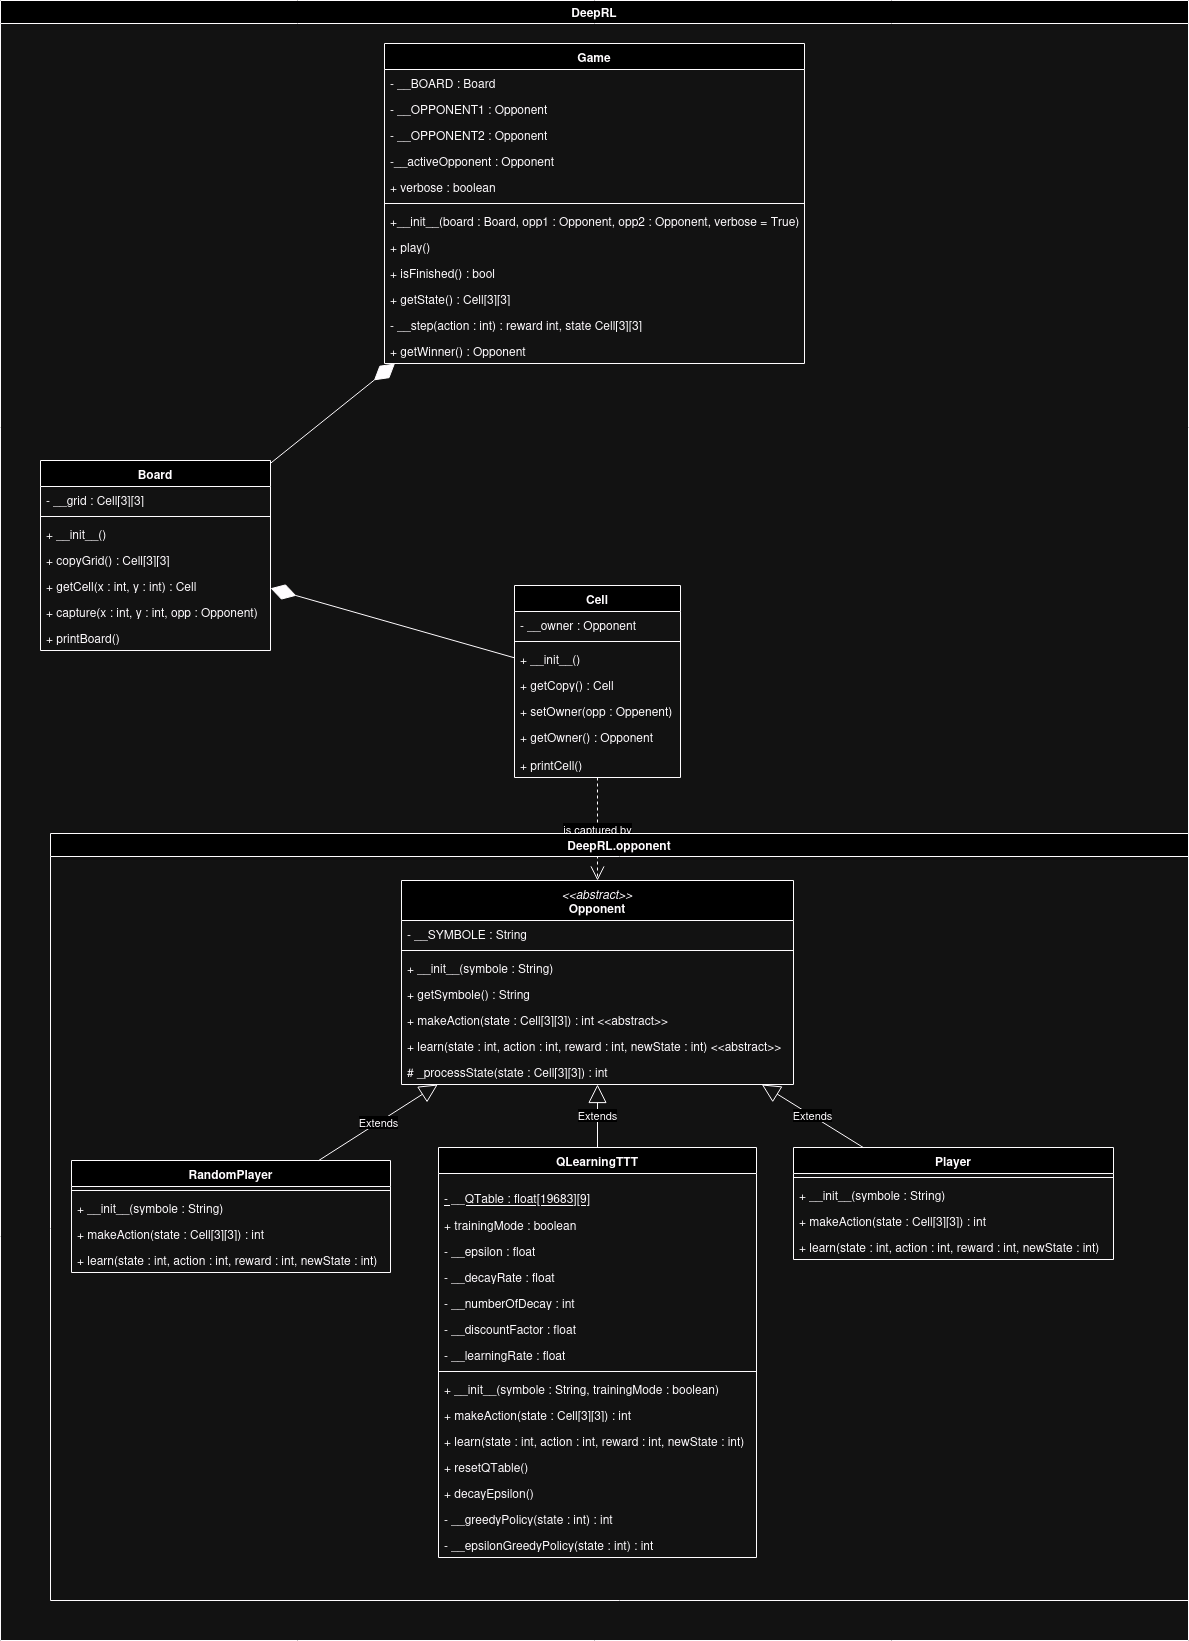 DeepRL
Game
- __BOARD : Board
- __OPPONENT1 : Opponent
- __OPPONENT2 : Opponent
-__activeOpponent : Opponent
+ verbose : boolean
+__init__(board : Board, opp1 : Opponent, opp2 : Opponent, verbose = True)
+ play()
+ isFinished() : bool
+ getState() : Cell[3][3]
- __step(action : int) : reward int, state Cell[3][3]
+ getWinner() : Opponent
Board
- __grid : Cell[3][3]
+ __init__()
+ copyGrid() : Cell[3][3]
+ getCell(x : int, y : int) : Cell
+ capture(x : int, y : int, opp : Opponent)
+ printBoard()
Cell
- __owner : Opponent
+ __init__()
+ getCopy() : Cell
+ setOwner(opp : Oppenent)
+ getOwner() : Opponent
+ printCell()
is captured by
DeepRL.opponent
<<abstract>>
Opponent
- __SYMBOLE : String
+ __init__(symbole : String)
+ getSymbole() : String
+ makeAction(state : Cell[3][3]) : int <<abstract>>
+ learn(state : int, action : int, reward : int, newState : int) <<abstract>>
# _processState(state : Cell[3][3]) : int
Extends
Extends
Extends
RandomPlayer
+ __init__(symbole : String)
+ makeAction(state : Cell[3][3]) : int
+ learn(state : int, action : int, reward : int, newState : int)
QLearningTTT
- __QTable : float[19683][9]
+ trainingMode : boolean
- __epsilon : float
- __decayRate : float
- __numberOfDecay : int
- __discountFactor : float
- __learningRate : float
+ __init__(symbole : String, trainingMode : boolean)
+ makeAction(state : Cell[3][3]) : int
+ learn(state : int, action : int, reward : int, newState : int)
+ resetQTable()
+ decayEpsilon()
- __greedyPolicy(state : int) : int
- __epsilonGreedyPolicy(state : int) : int
Player
+ __init__(symbole : String)
+ makeAction(state : Cell[3][3]) : int
+ learn(state : int, action : int, reward : int, newState : int)